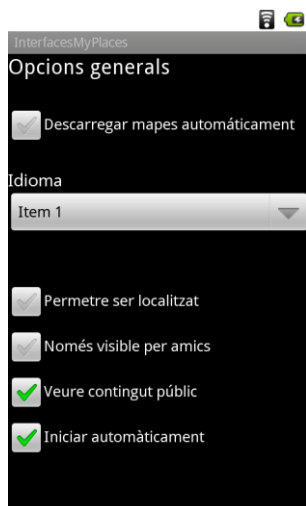 InterfacesMyPlaces
Opcions generals
Descarregar mapes automáticament
Idioma
Item 1
Permetre ser localitzat
Només visible per amics
Veure contingut públic
Iniciar automàticament